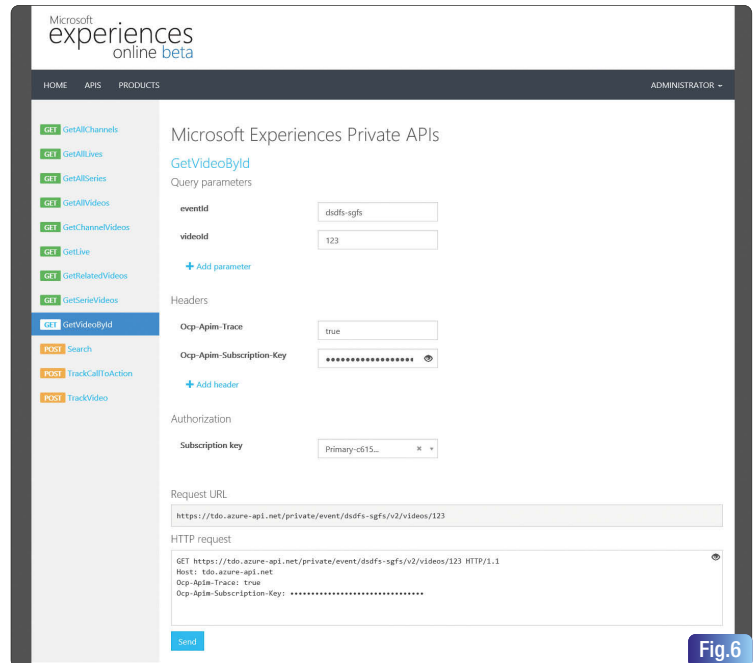 Microsoft
experiences
online beta
HOME APIS PRODUCTS ADMINISTRATOR
GET GetAllChannels
GET GetAllLives
GET GetAllSeries
GET GetAllVideos
GET GetChannelVideos
GET GetLive
GET GetRelatedVideos
GET GetSerieVideos
GET GetVideoById
POST Search
POST TrackCallToAction
POST TrackVideo
Microsoft Experiences Private APIs
GetVideoById
Query parameters
eventId dsdfs-sgfs
videoId 123
+ Add parameter
Headers
Ocp-Apim-Trace true
Ocp-Apim-Subscription-Key ••••••••••••••••••
+ Add header
Authorization
Subscription key Primary-c615...
Request URL
https://tdo.azure-api.net/private/event/dsdfs-sgfs/v2/videos/123
HTTP request
GET https://tdo.azure-api.net/private/event/dsdfs-sgfs/v2/videos/123 HTTP/1.1
Host: tdo.azure-api.net
Ocp-Apim-Trace: true
Ocp-Apim-Subscription-Key: ••••••••••••••••••••••••••••••••
Send
Fig.6